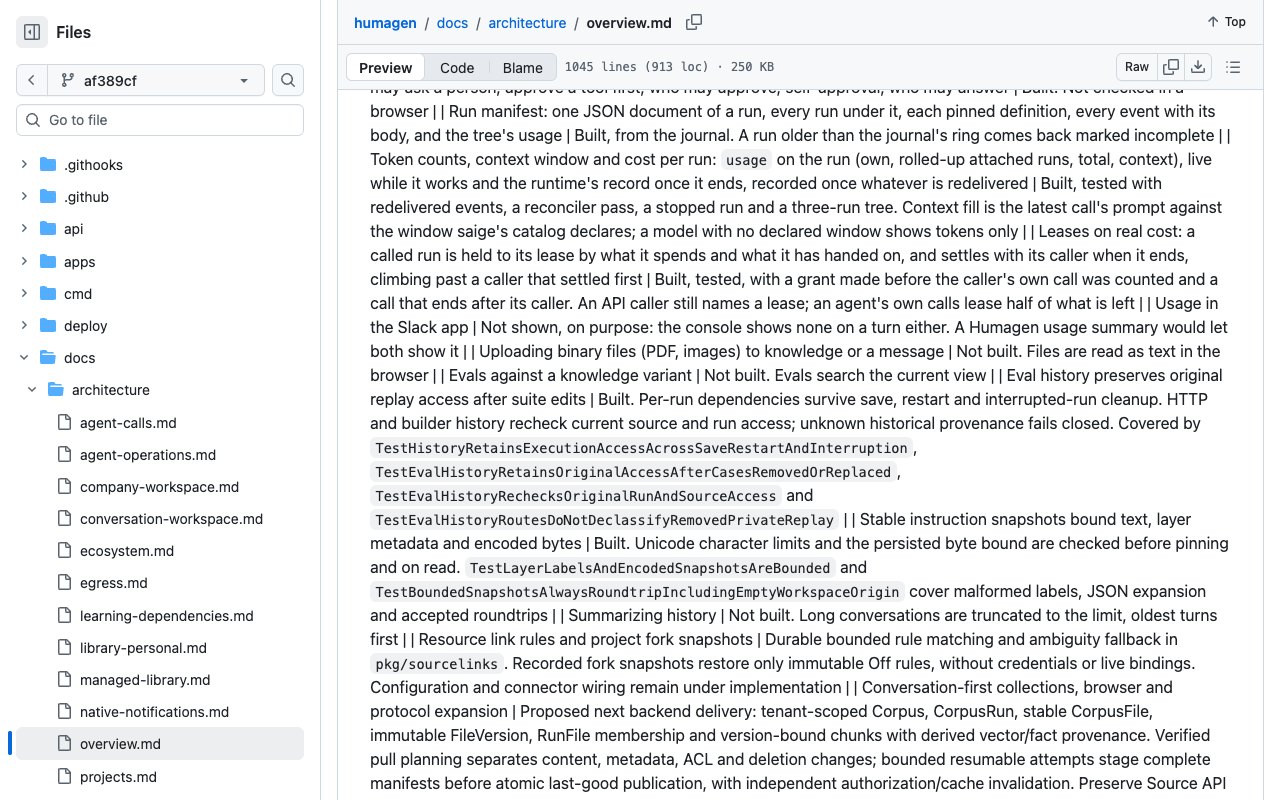 Files
humagen / docs / architecture / overview.md
Top
af389cf
Go to file
.githooks
.github
api
apps
cmd
deploy
docs
architecture
agent-calls.md
agent-operations.md
company-workspace.md
conversation-workspace.md
ecosystem.md
egress.md
learning-dependencies.md
library-personal.md
managed-library.md
native-notifications.md
overview.md
projects.md
Preview Code Blame 1045 lines (913 loc) · 250 KB Raw
may ask a person, approve a tool first, who may approve, self-approval, who may answer | Built. Not checked in a
browser | | Run manifest: one JSON document of a run, every run under it, each pinned definition, every event with its
body, and the tree's usage | Built, from the journal. A run older than the journal's ring comes back marked incomplete | |
Token counts, context window and cost per run: usage on the run (own, rolled-up attached runs, total, context), live
while it works and the runtime's record once it ends, recorded once whatever is redelivered | Built, tested with
redelivered events, a reconciler pass, a stopped run and a three-run tree. Context fill is the latest call's prompt against
the window saige's catalog declares; a model with no declared window shows tokens only | | Leases on real cost: a
called run is held to its lease by what it spends and what it has handed on, and settles with its caller when it ends,
climbing past a caller that settled first | Built, tested, with a grant made before the caller's own call was counted and a
call that ends after its caller. An API caller still names a lease; an agent's own calls lease half of what is left | | Usage in
the Slack app | Not shown, on purpose: the console shows none on a turn either. A Humagen usage summary would let
both show it | | Uploading binary files (PDF, images) to knowledge or a message | Not built. Files are read as text in the
browser | | Evals against a knowledge variant | Not built. Evals search the current view | | Eval history preserves original
replay access after suite edits | Built. Per-run dependencies survive save, restart and interrupted-run cleanup. HTTP
and builder history recheck current source and run access; unknown historical provenance fails closed. Covered by
TestHistoryRetainsExecutionAccessAcrossSaveRestartAndInterruption ,
TestEvalHistoryRetainsOriginalAccessAfterCasesRemovedOrReplaced ,
TestEvalHistoryRechecksOriginalRunAndSourceAccess and
TestEvalHistoryRoutesDoNotDeclassifyRemovedPrivateReplay | | Stable instruction snapshots bound text, layer
metadata and encoded bytes | Built. Unicode character limits and the persisted byte bound are checked before pinning
and on read. TestLayerLabelsAndEncodedSnapshotsAreBounded and
TestBoundedSnapshotsAlwaysRoundtripIncludingEmptyWorkspaceOrigin cover malformed labels, JSON expansion
and accepted roundtrips | | Summarizing history | Not built. Long conversations are truncated to the limit, oldest turns
first | | Resource link rules and project fork snapshots | Durable bounded rule matching and ambiguity fallback in
pkg/sourcelinks . Recorded fork snapshots restore only immutable Off rules, without credentials or live bindings.
Configuration and connector wiring remain under implementation | | Conversation-first collections, browser and
protocol expansion | Proposed next backend delivery: tenant-scoped Corpus, CorpusRun, stable CorpusFile,
immutable FileVersion, RunFile membership and version-bound chunks with derived vector/fact provenance. Verified
pull planning separates content, metadata, ACL and deletion changes; bounded resumable attempts stage complete
manifests before atomic last-good publication, with independent authorization/cache invalidation. Preserve Source API